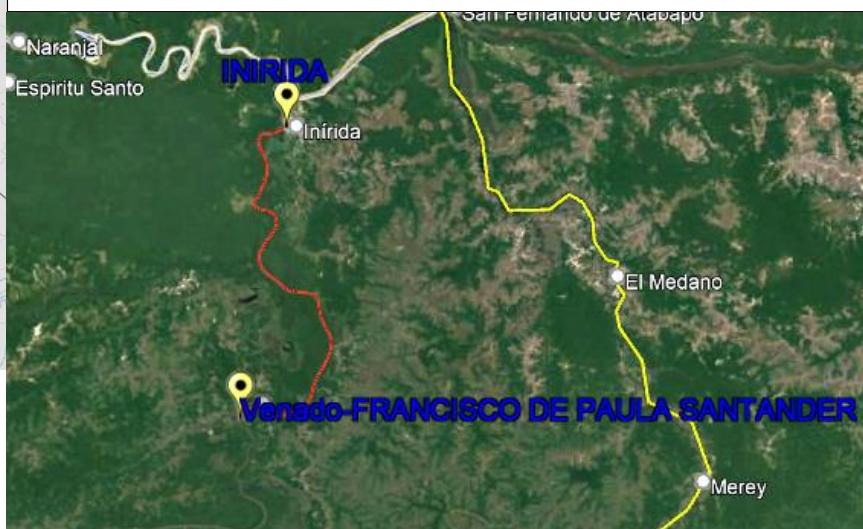 San Fernando de Atabapo
Naranjal
INIRIDA
Espiritu Santo
Inírida
El Medano
Venado-FRANCISCO DE PAULA SANTANDER
Merey